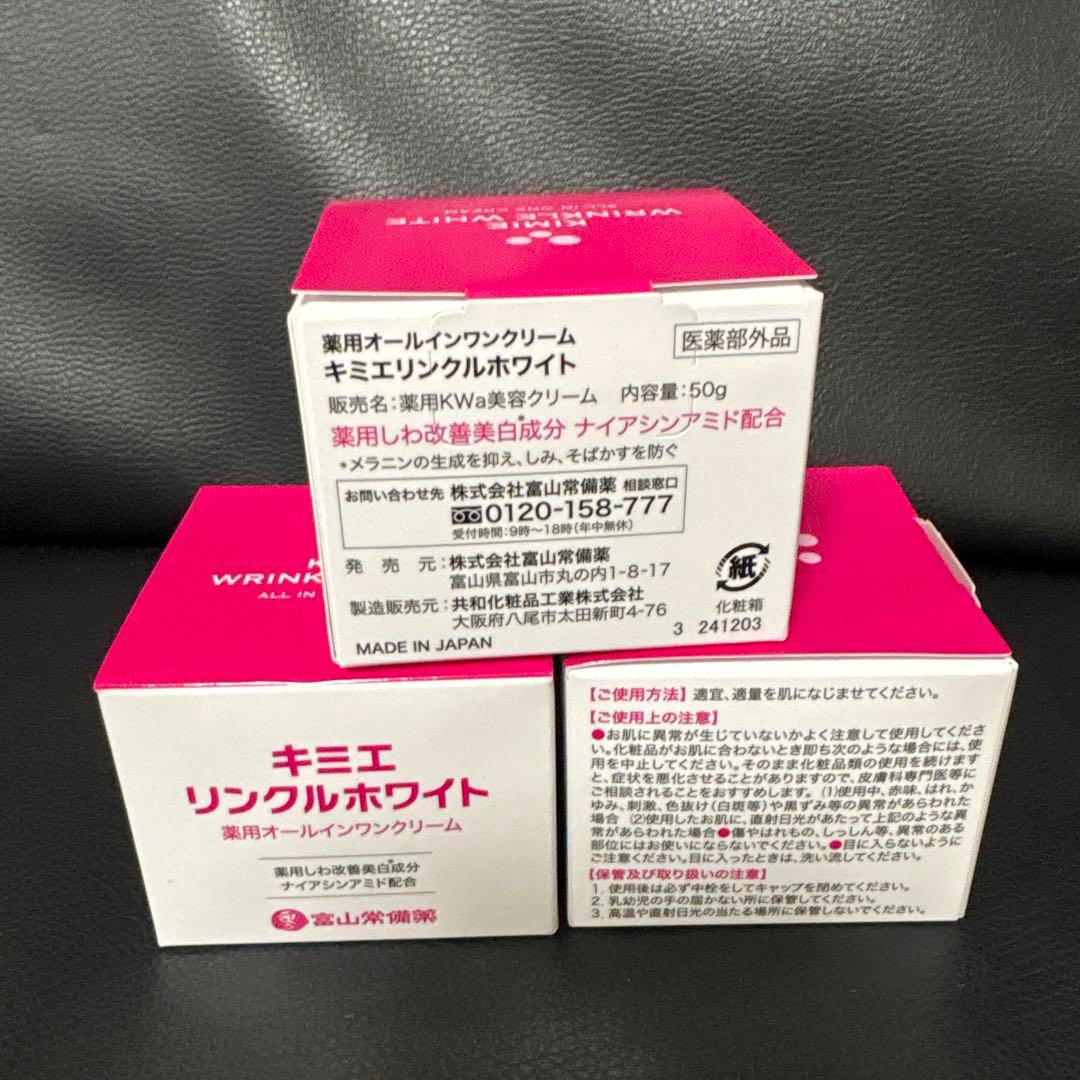 KIMIE
WRINKLE WHITE
ALL IN ONE CREAM
薬用オールインワンクリーム
キミエリンクルホワイト
医薬部外品
販売名:薬用KWa美容クリーム 内容量:50g
薬用しわ改善美白*成分 ナイアシンアミド配合
*メラニンの生成を抑え、しみ、そばかすを防ぐ
お問い合わせ先 株式会社富山常備薬 相談窓口
0120-158-777
受付時間:9時~18時(年中無休)
発売元:株式会社富山常備薬
富山県富山市丸の内1-8-17
製造販売元:共和化粧品工業株式会社
大阪府八尾市太田新町4-76
MADE IN JAPAN
紙
化粧箱
3 241203
K
WRINK
ALL IN
キミエ
リンクルホワイト
薬用オールインワンクリーム
薬用しわ改善美白*成分
ナイアシンアミド配合
富山常備薬
【ご使用方法】適宜、適量を肌になじませてください。
【ご使用上の注意】
●お肌に異常が生じていないかよく注意して使用してくださ
い。化粧品がお肌に合わないとき即ち次のような場合には、使
用を中止してください。そのまま化粧品類の使用を続けます
と、症状を悪化させることがありますので、皮膚科専門医等に
ご相談されることをおすすめします。(1)使用中、赤味、はれ、か
ゆみ、刺激、色抜け(白斑等)や黒ずみ等の異常があらわれた
場合 (2)使用したお肌に、直射日光があたって上記のような異
常があらわれた場合●傷やはれもの、しっしん等、異常のある
部位にはお使いにならないでください。●目に入らないように
ご注意ください。目に入ったときは、洗い流してください。
【保管及び取り扱いの注意】
1. 使用後は必ず中栓をしてキャップを閉めてください。
2. 乳幼児の手の届かない所に保管してください。
3. 高温や直射日光の当たる場所に保管しないでください。